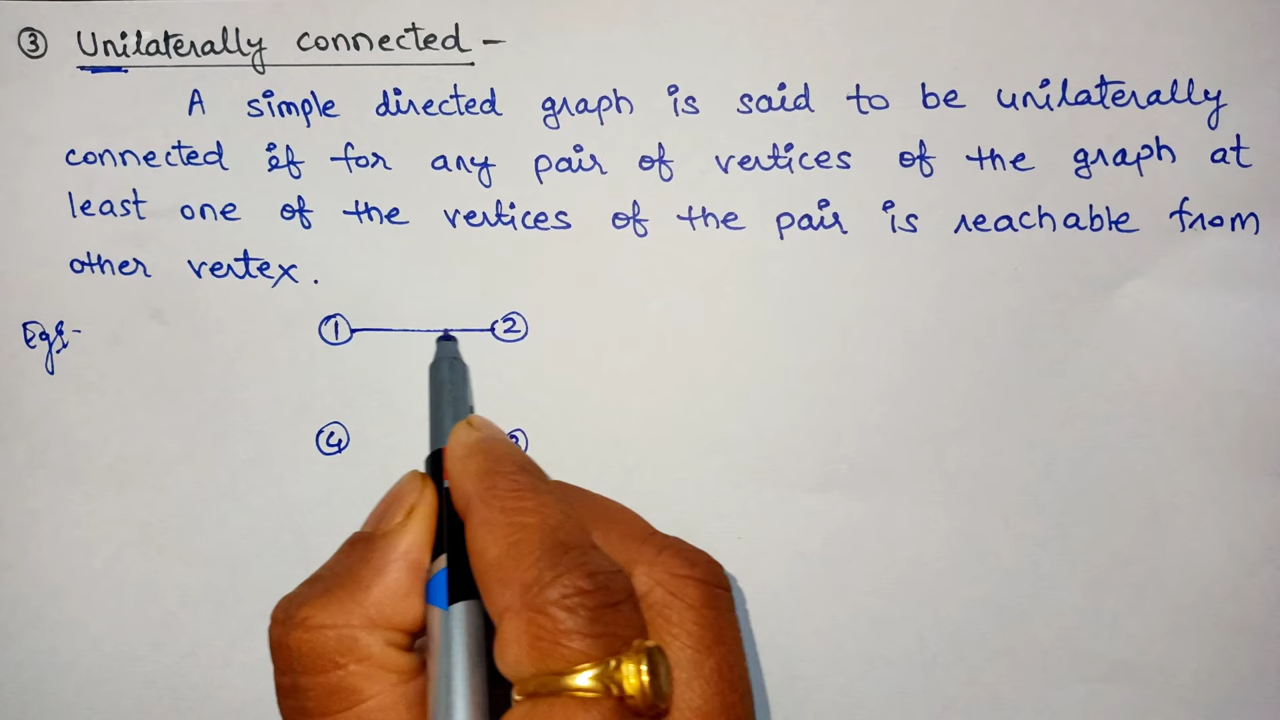 ③ Unilaterally connected -
A simple directed graph is said to be unilaterally
connected if for any pair of vertices of the graph at
least one of the vertices of the pair is reachable from
other vertex.
Eg:-
① ②
④ ③